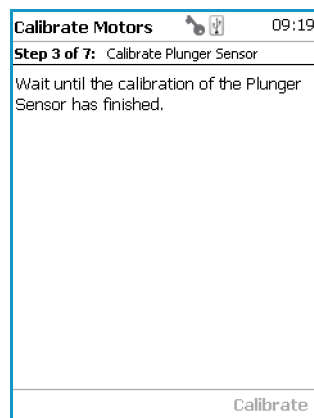 Calibrate Motors 09:19
Step 3 of 7: Calibrate Plunger Sensor
Wait until the calibration of the Plunger
Sensor has finished.
Calibrate